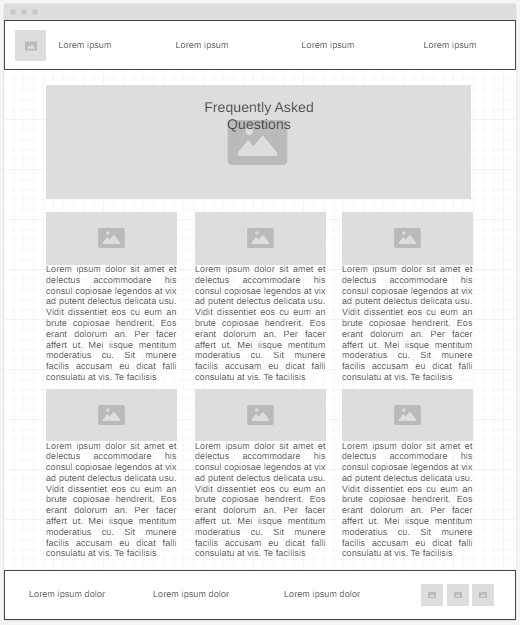 Lorem ipsum
Lorem ipsum
Lorem ipsum
Lorem ipsum
Frequently Asked
Questions
Lorem ipsum dolor sit amet et
delectus accommodare his
consul copiosae legendos at vix
ad putent delectus delicata usu.
Vidit dissentiet eos cu eum an
brute copiosae hendrerit. Eos
erant dolorum an. Per facer
affert ut. Mei iisque mentitum
moderatius cu. Sit munere
facilis accusam eu dicat falli
consulatu at vis. Te facilisis
Lorem ipsum dolor sit amet et
delectus accommodare his
consul copiosae legendos at vix
ad putent delectus delicata usu.
Vidit dissentiet eos cu eum an
brute copiosae hendrerit. Eos
erant dolorum an. Per facer
affert ut. Mei iisque mentitum
moderatius cu. Sit munere
facilis accusam eu dicat falli
consulatu at vis. Te facilisis
Lorem ipsum dolor sit amet et
delectus accommodare his
consul copiosae legendos at vix
ad putent delectus delicata usu.
Vidit dissentiet eos cu eum an
brute copiosae hendrerit. Eos
erant dolorum an. Per facer
affert ut. Mei iisque mentitum
moderatius cu. Sit munere
facilis accusam eu dicat falli
consulatu at vis. Te facilisis
Lorem ipsum dolor sit amet et
delectus accommodare his
consul copiosae legendos at vix
ad putent delectus delicata usu.
Vidit dissentiet eos cu eum an
brute copiosae hendrerit. Eos
erant dolorum an. Per facer
affert ut. Mei iisque mentitum
moderatius cu. Sit munere
facilis accusam eu dicat falli
consulatu at vis. Te facilisis
Lorem ipsum dolor sit amet et
delectus accommodare his
consul copiosae legendos at vix
ad putent delectus delicata usu.
Vidit dissentiet eos cu eum an
brute copiosae hendrerit. Eos
erant dolorum an. Per facer
affert ut. Mei iisque mentitum
moderatius cu. Sit munere
facilis accusam eu dicat falli
consulatu at vis. Te facilisis
Lorem ipsum dolor sit amet et
delectus accommodare his
consul copiosae legendos at vix
ad putent delectus delicata usu.
Vidit dissentiet eos cu eum an
brute copiosae hendrerit. Eos
erant dolorum an. Per facer
affert ut. Mei iisque mentitum
moderatius cu. Sit munere
facilis accusam eu dicat falli
consulatu at vis. Te facilisis
Lorem ipsum dolor
Lorem ipsum dolor
Lorem ipsum dolor